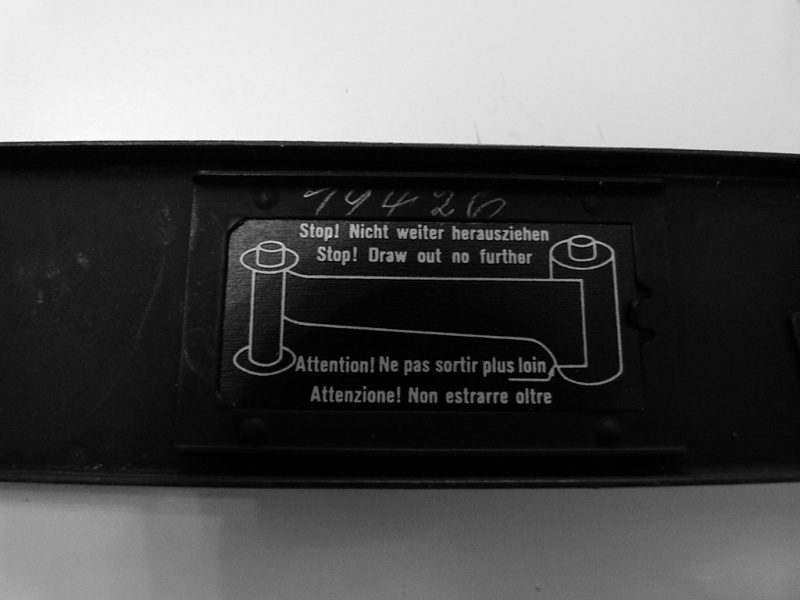 19426
Stop! Nicht weiter herausziehen
Stop! Draw out no further
Attention! Ne pas sortir plus loin
Attenzione! Non estrarre oltre